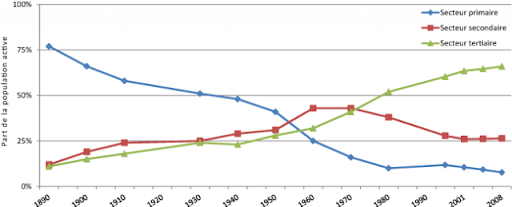 100%
Secteur primaire
Secteur secondaire
Secteur tertiaire
75%
50%
25%
0%
Part de la population active
1890 1900 1910 1930 1940 1950 1960 1970 1980 1990 2001 2008